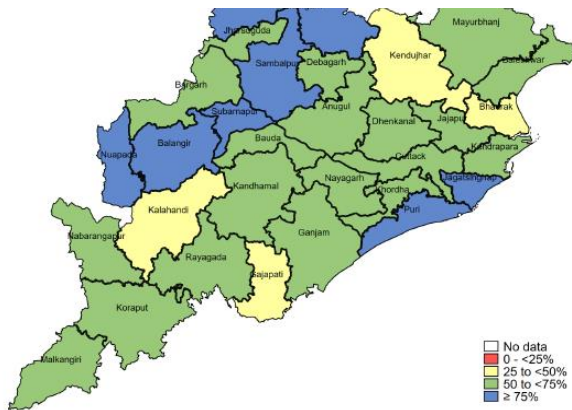 Mayurbhanj
Jharsuguda
Kendujhar
Baleshwar
Sambalpur
Debagarh
Bargarh
Bhadrak
Subarnapur
Anugul
Jajapur
Dhenkanal
Nuapada
Balangir
Bauda
Kendrapara
Cuttack
Jagatsinghap
Kandhamal
Nayagarh
Khordha
Kalahandi
Puri
Nabarangapur
Ganjam
Rayagada
Gajapati
Koraput
Malkangiri
No data
0 - <25%
25 to <50%
50 to <75%
≥ 75%